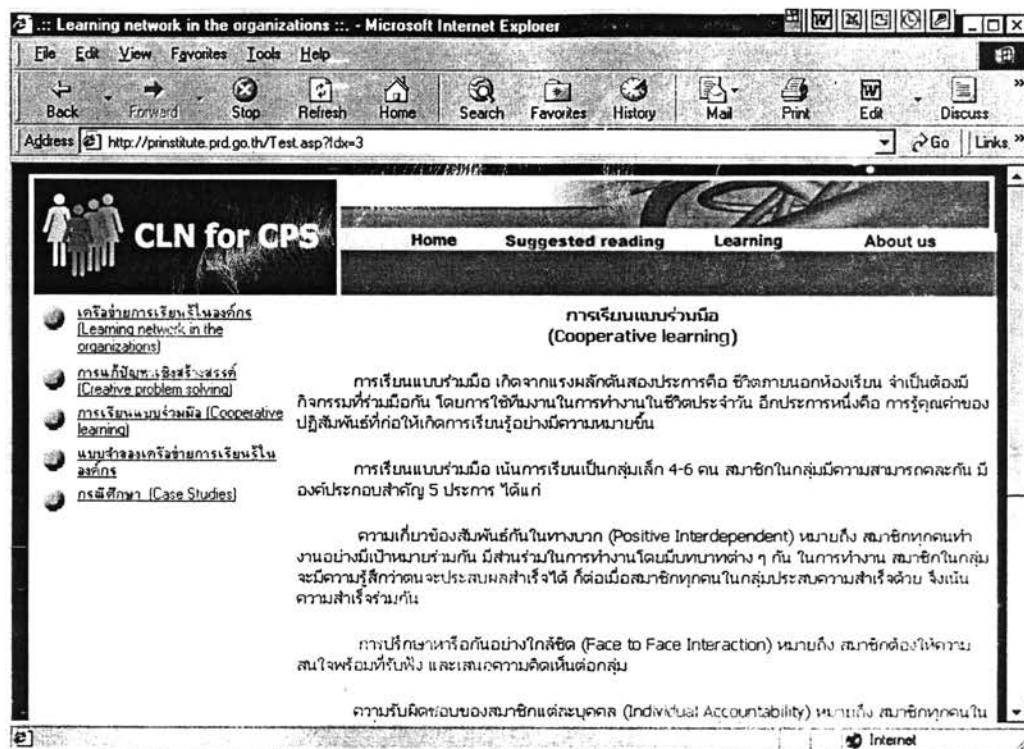 .:: Learning network in the organizations ::. - Microsoft Internet Explorer
File Edit View Favorites Tools Help
Back Forward Stop Refresh Home Search Favorites History Mail Print Edit Discuss
Address http://prinstitute.prd.go.th/Test.asp?Idx=3 Go Links
CLN for CPS
Home Suggested reading Learning About us
เครือข่ายการเรียนรู้ในองค์กร
(Learning network in the
organizations)
การแก้ปัญหาเชิงสร้างสรรค์
(Creative problem solving)
การเรียนแบบร่วมมือ (Cooperative
learning)
แบบจำลองเครือข่ายการเรียนรู้ใน
องค์กร
กรณีศึกษา (Case Studies)
การเรียนแบบร่วมมือ
(Cooperative learning)
การเรียนแบบร่วมมือ เกิดจากแรงผลักดันสองประการคือ ชีวิตภายนอกห้องเรียน จำเป็นต้องมี
กิจกรรมที่ร่วมมือกัน โดยการใช้ทีมงานในการทำงานในชีวิตประจำวัน อีกประการหนึ่งคือ การรู้คุณค่าของ
ปฏิสัมพันธ์ที่ก่อให้เกิดการเรียนรู้อย่างมีความหมายขึ้น
การเรียนแบบร่วมมือ เน้นการเรียนเป็นกลุ่มเล็ก 4-6 คน สมาชิกในกลุ่มมีความสามารถคละกัน มี
องค์ประกอบสำคัญ 5 ประการ ได้แก่
ความเกี่ยวข้องสัมพันธ์กันในทางบวก (Positive Interdependent) หมายถึง สมาชิกทุกคนทำ
งานอย่างมีเป้าหมายร่วมกัน มีส่วนร่วมในการทำงานโดยมีบทบาทต่าง ๆ กัน ในการทำงาน สมาชิกในกลุ่ม
จะมีความรู้สึกว่าตนจะประสบผลสำเร็จได้ ก็ต่อเมื่อสมาชิกทุกคนในกลุ่มประสบความสำเร็จด้วย จึงเน้น
ความสำเร็จร่วมกัน
การปรึกษาหารือกันอย่างใกล้ชิด (Face to Face Interaction) หมายถึง สมาชิกต้องให้ความ
สนใจพร้อมที่รับฟัง และเสนอความคิดเห็นต่อกลุ่ม
ความรับผิดชอบของสมาชิกแต่ละบุคคล (Individual Accountability) หมายถึง สมาชิกทุกคนใน
Internet